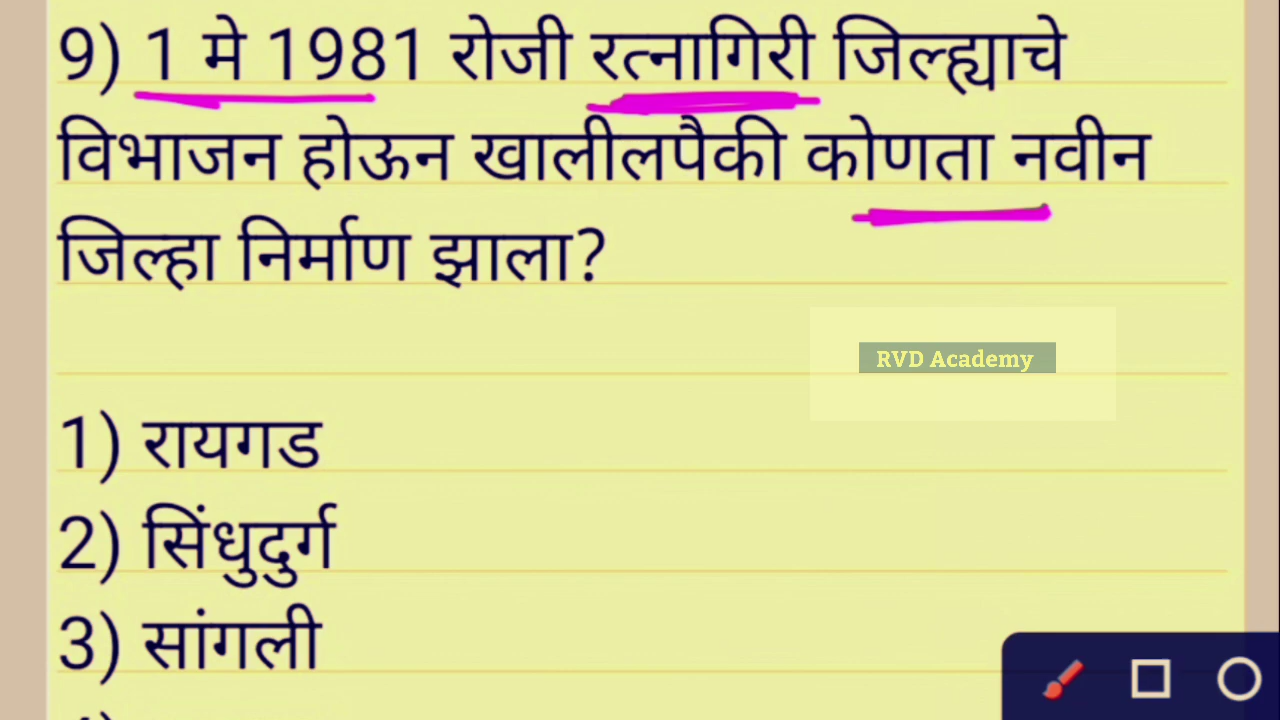 9) 1 मे 1981 रोजी रत्नागिरी जिल्ह्याचे
विभाजन होऊन खालीलपैकी कोणता नवीन
जिल्हा निर्माण झाला?
RVD Academy
1) रायगड
2) सिंधुदुर्ग
3) सांगली